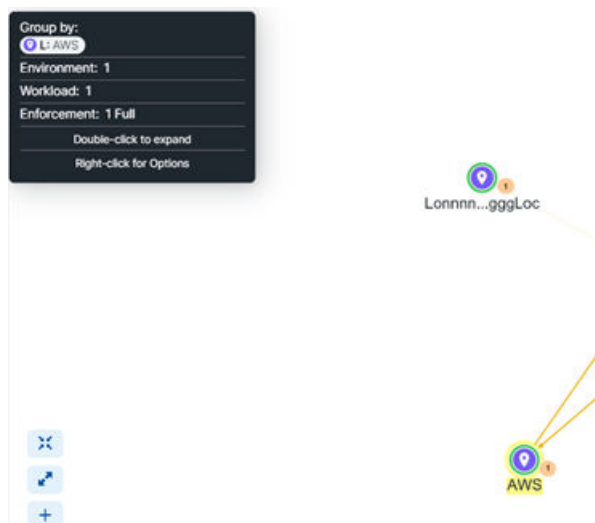 Group by:
L: AWS
Environment: 1
Workload: 1
Enforcement: 1 Full
Double-click to expand
Right-click for Options
1
Lonnnn...gggLoc
1
AWS